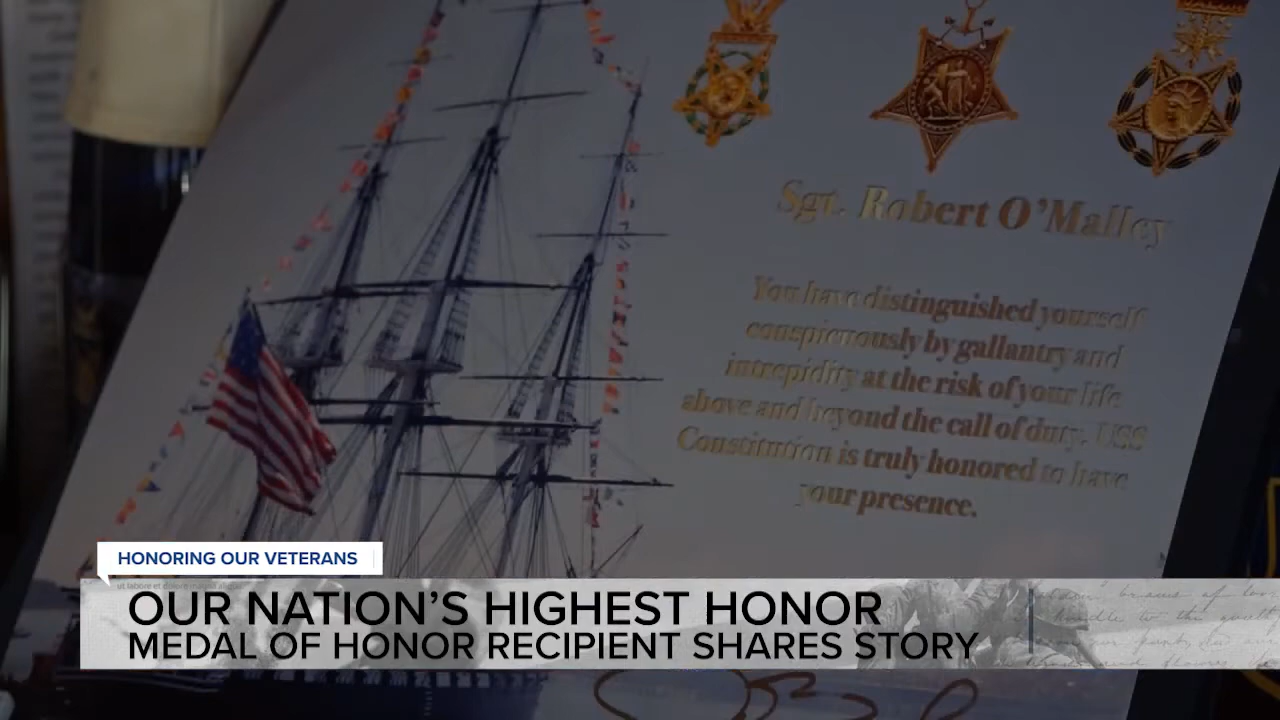 Sgt. Robert O'Malley
You have distinguished yourself
conspicuously by gallantry and
intrepidity at the risk of your life
above and beyond the call of duty. USS
Constitution is truly honored to have
your presence.
HONORING OUR VETERANS
OUR NATION'S HIGHEST HONOR
MEDAL OF HONOR RECIPIENT SHARES STORY